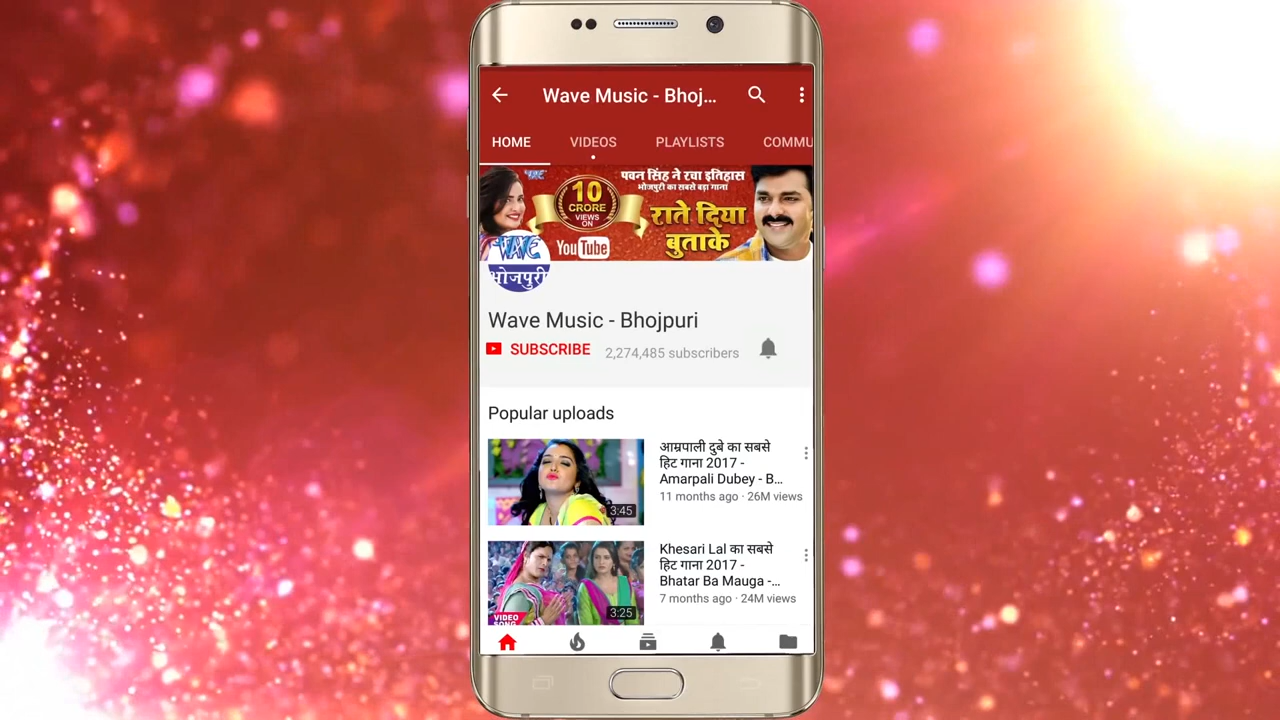 Wave Music - Bhoj...
HOME VIDEOS PLAYLISTS COMMU
WAVE
पवन सिंह ने रचा इतिहास
भोजपुरी का सबसे बड़ा गाना
10
CRORE
VIEWS
ON
राते दिया
बुताके
YouTube
WAVE
भोजपुरी
Wave Music - Bhojpuri
SUBSCRIBE 2,274,485 subscribers
Popular uploads
आम्रपाली दुबे का सबसे
हिट गाना 2017 -
Amarpali Dubey - B...
11 months ago · 26M views
3:45
Khesari Lal का सबसे
हिट गाना 2017 -
Bhatar Ba Mauga -...
7 months ago · 24M views
3:25
VIDEO
SONG